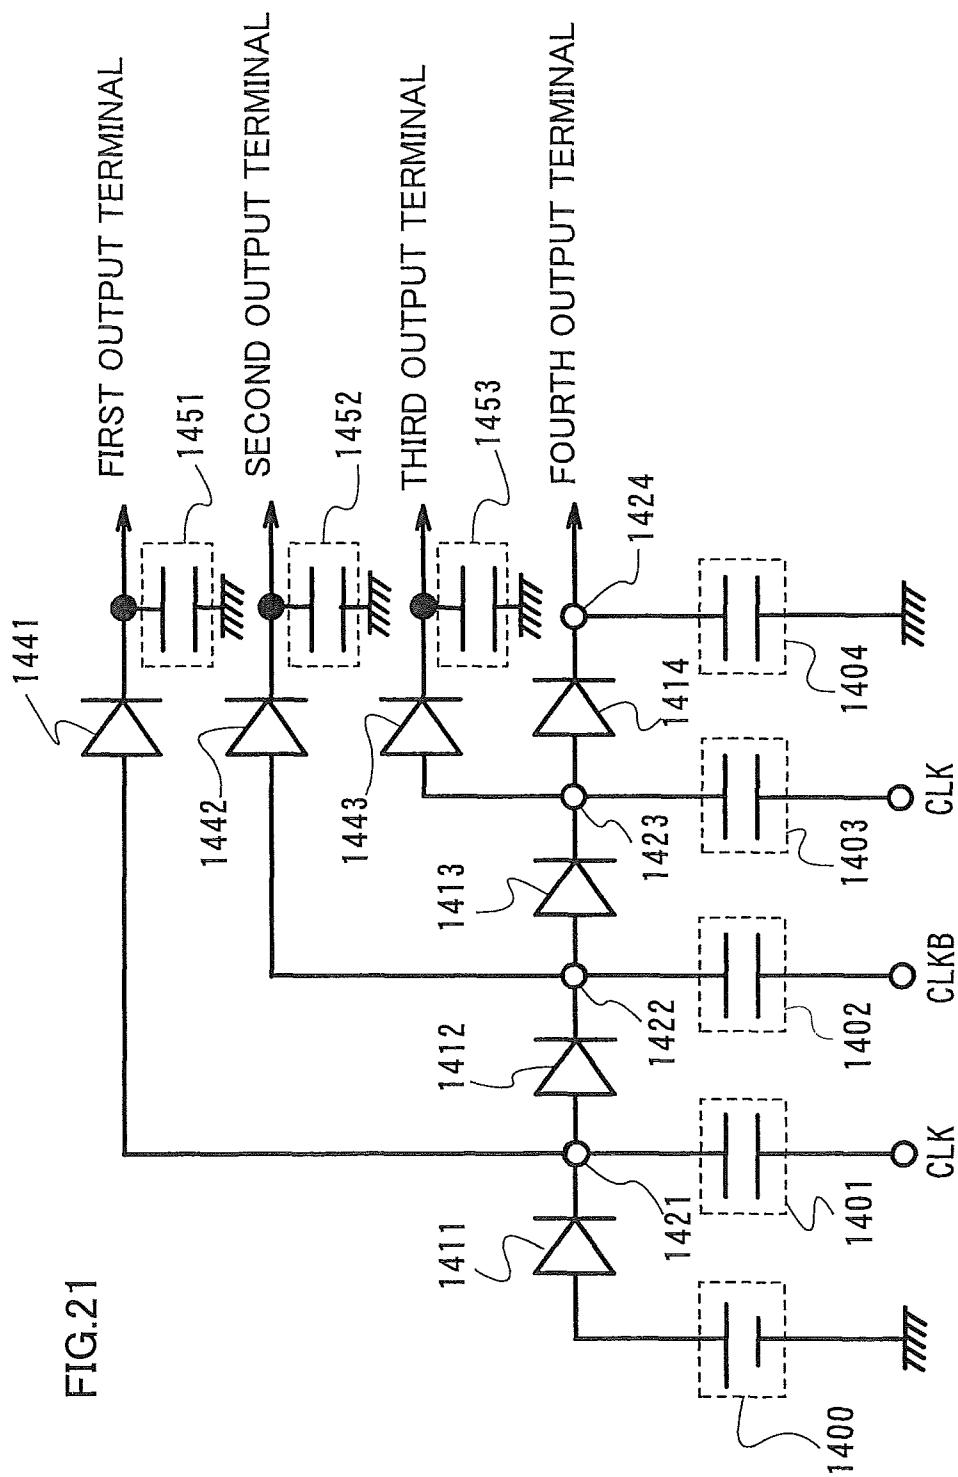 FIG.21
FIRST OUTPUT TERMINAL
1441
1451
SECOND OUTPUT TERMINAL
1442
1452
THIRD OUTPUT TERMINAL
1443
1453
FOURTH OUTPUT TERMINAL
1411
1412
1413
1414
1421
1422
1423
1424
1400
1401
1402
1403
1404
CLK
CLKB
CLK